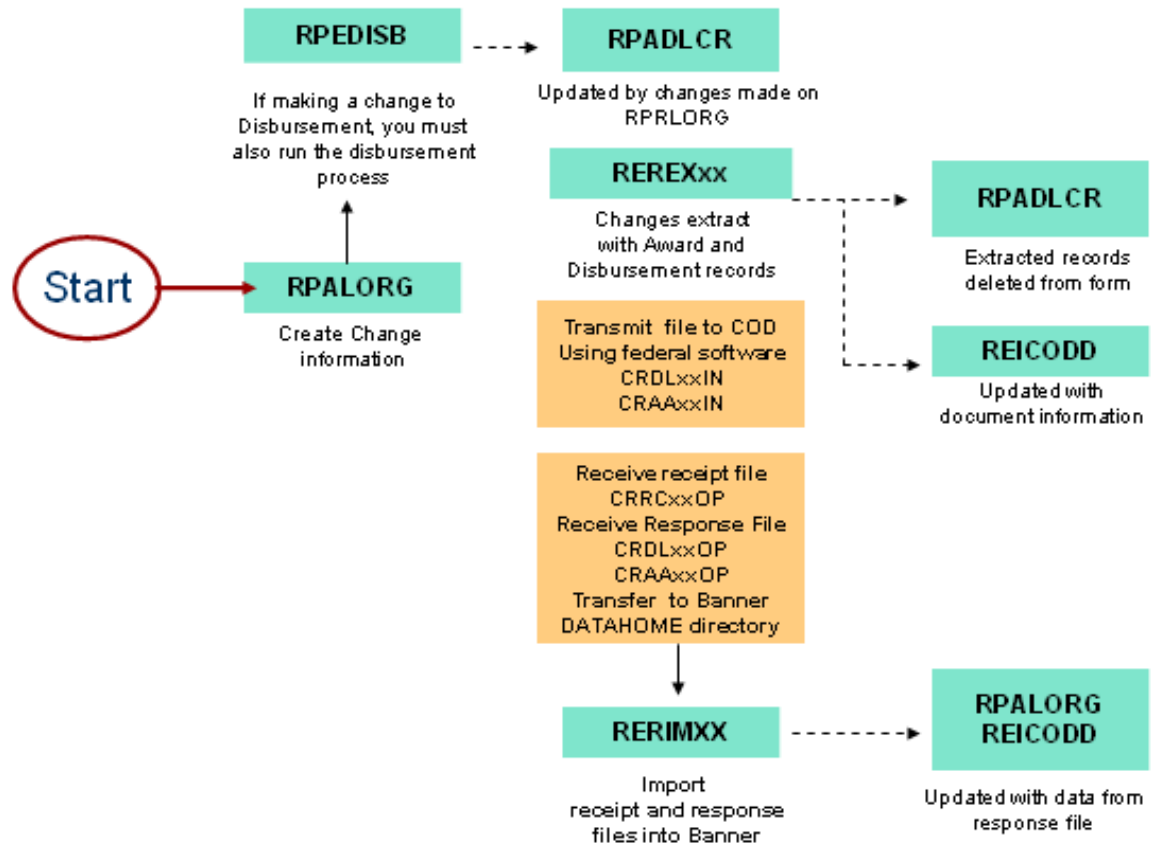 RPEDISB
If making a change to
Disbursement, you must
also run the disbursement
process
RPADLCR
Updated by changes made on
RPRLORG
Start
RPALORG
Create Change
information
REREXxx
Changes extract
with Award and
Disbursement records
RPADLCR
Extracted records
deleted from form
REICODD
Updated with
document information
Transmit file to COD
Using federal software
CRDLxxIN
CRAAxxIN
Receive receipt file
CRRCxxOP
Receive Response File
CRDLxxOP
CRAAxxOP
Transfer to Banner
DATAHOME directory
RERIMXX
Import
receipt and response
files into Banner
RPALORG
REICODD
Updated with data from
response file